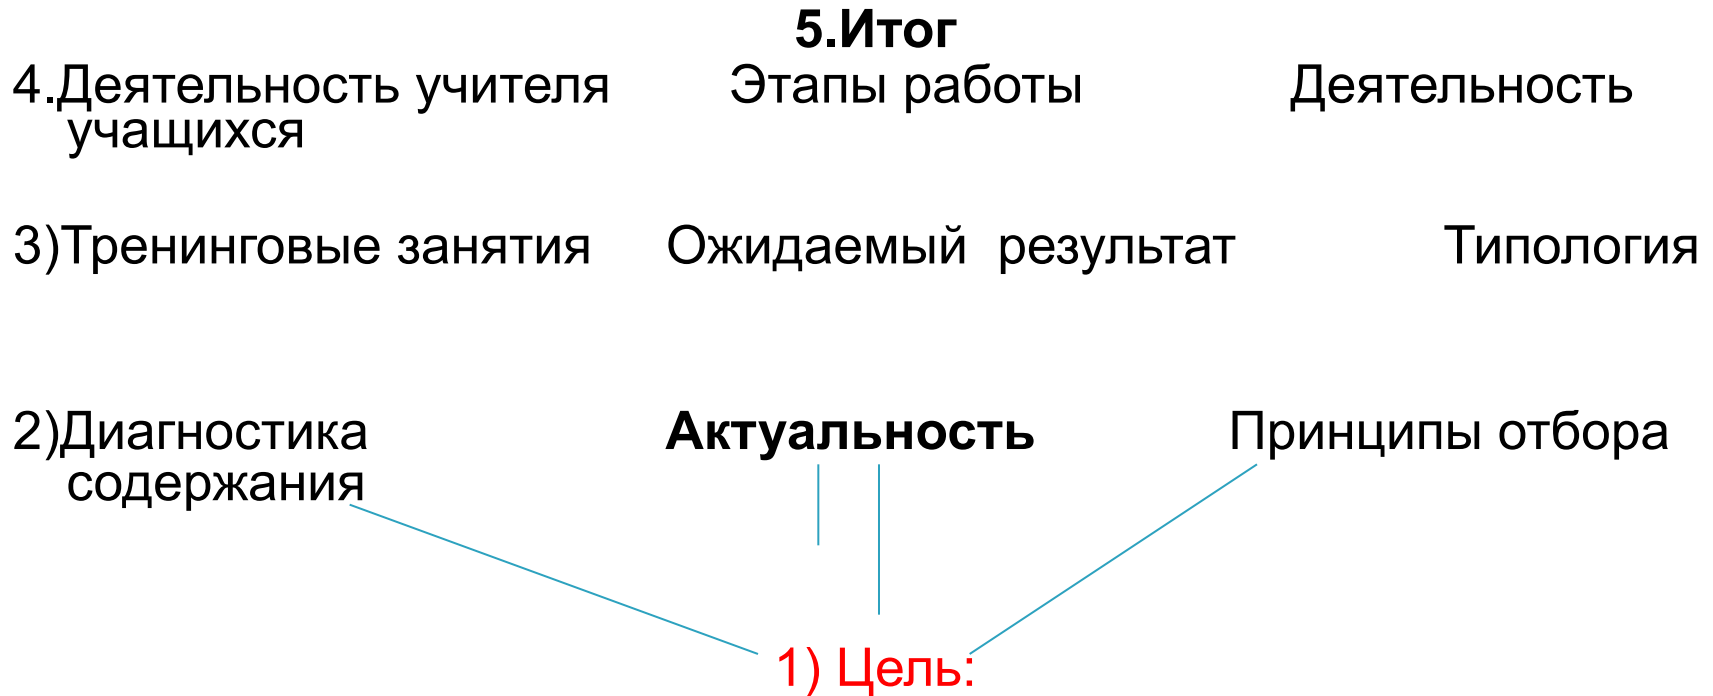 5.Итог
4.Деятельность учителя Этапы работы Деятельность
учащихся
3)Тренинговые занятия Ожидаемый результат Типология
2)Диагностика Актуальность Принципы отбора
содержания
1) Цель: